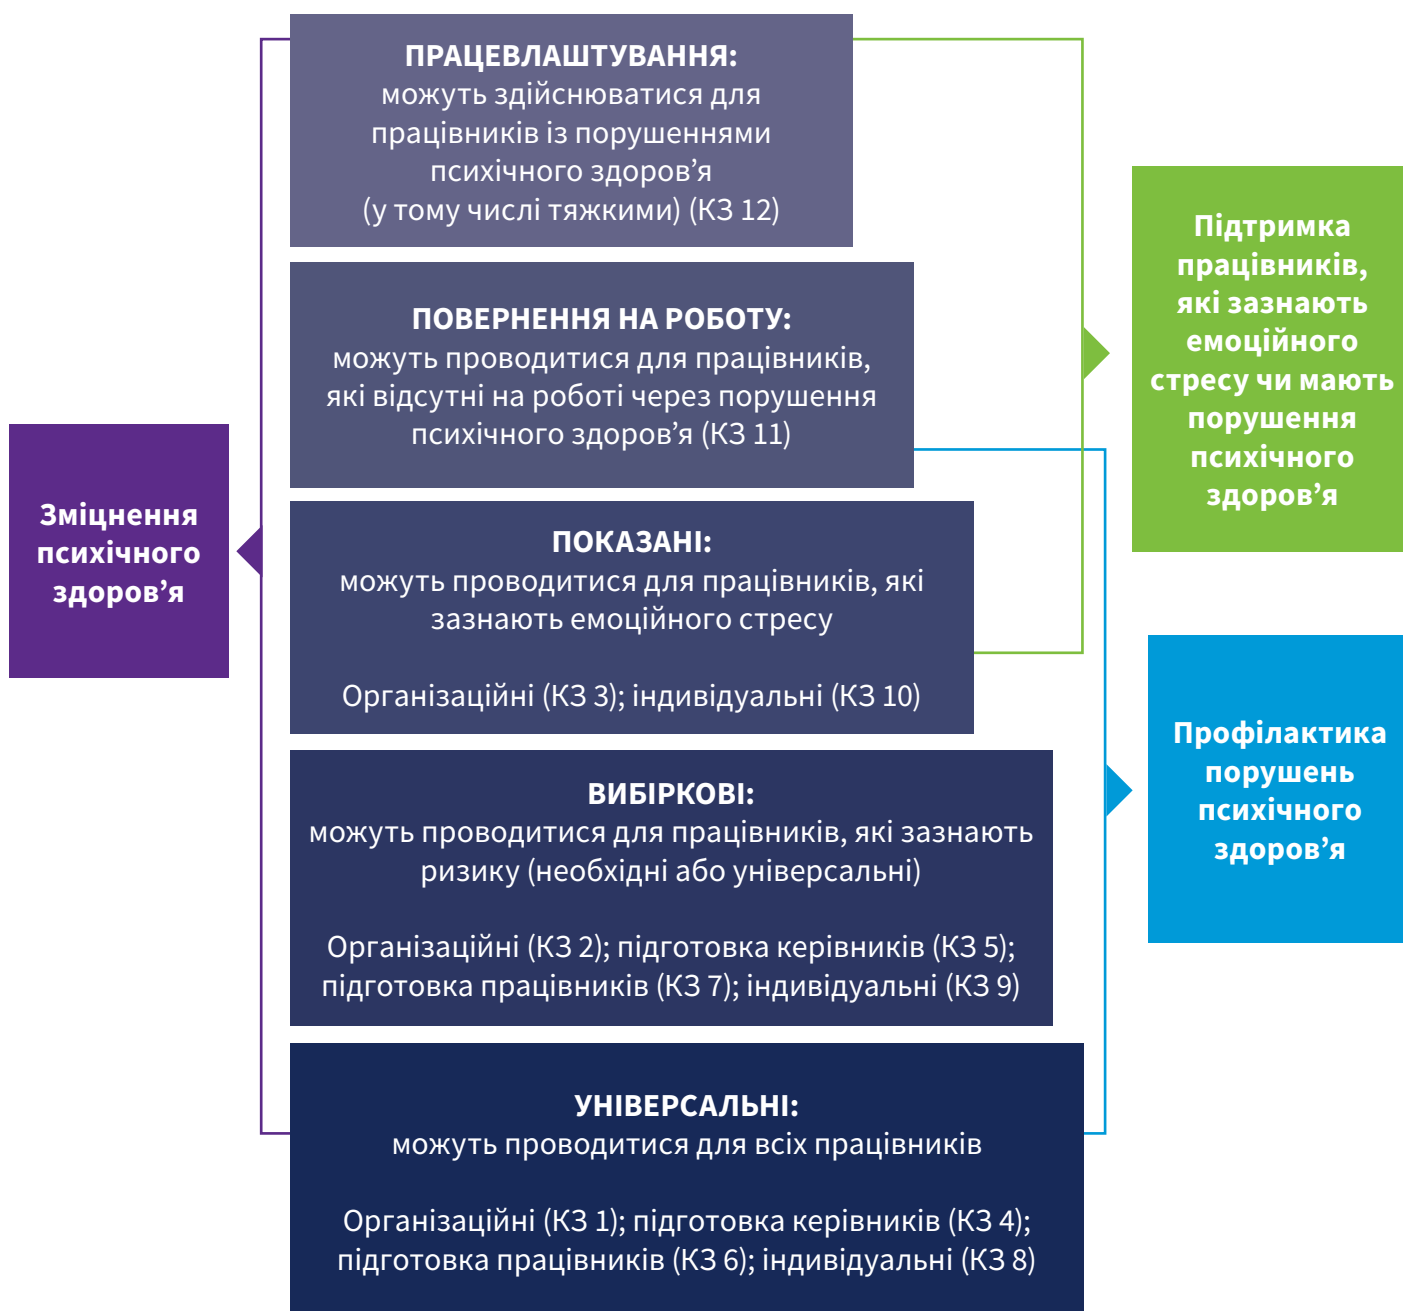 ПРАЦЕВЛАШТУВАННЯ:
можуть здійснюватися для
працівників із порушеннями
психічного здоров’я
(у тому числі тяжкими) (КЗ 12)
ПОВЕРНЕННЯ НА РОБОТУ:
можуть проводитися для працівників,
які відсутні на роботі через порушення
психічного здоров’я (КЗ 11)
ПОКАЗАНІ:
можуть проводитися для працівників, які
зазнають емоційного стресу
Організаційні (КЗ 3); індивідуальні (КЗ 10)
ВИБІРКОВІ:
можуть проводитися для працівників, які зазнають
ризику (необхідні або універсальні)
Організаційні (КЗ 2); підготовка керівників (КЗ 5);
підготовка працівників (КЗ 7); індивідуальні (КЗ 9)
УНІВЕРСАЛЬНІ:
можуть проводитися для всіх працівників
Організаційні (КЗ 1); підготовка керівників (КЗ 4);
підготовка працівників (КЗ 6); індивідуальні (КЗ 8)
Зміцнення
психічного
здоров’я
Підтримка
працівників,
які зазнають
емоційного
стресу чи мають
порушення
психічного
здоров’я
Профілактика
порушень
психічного
здоров’я